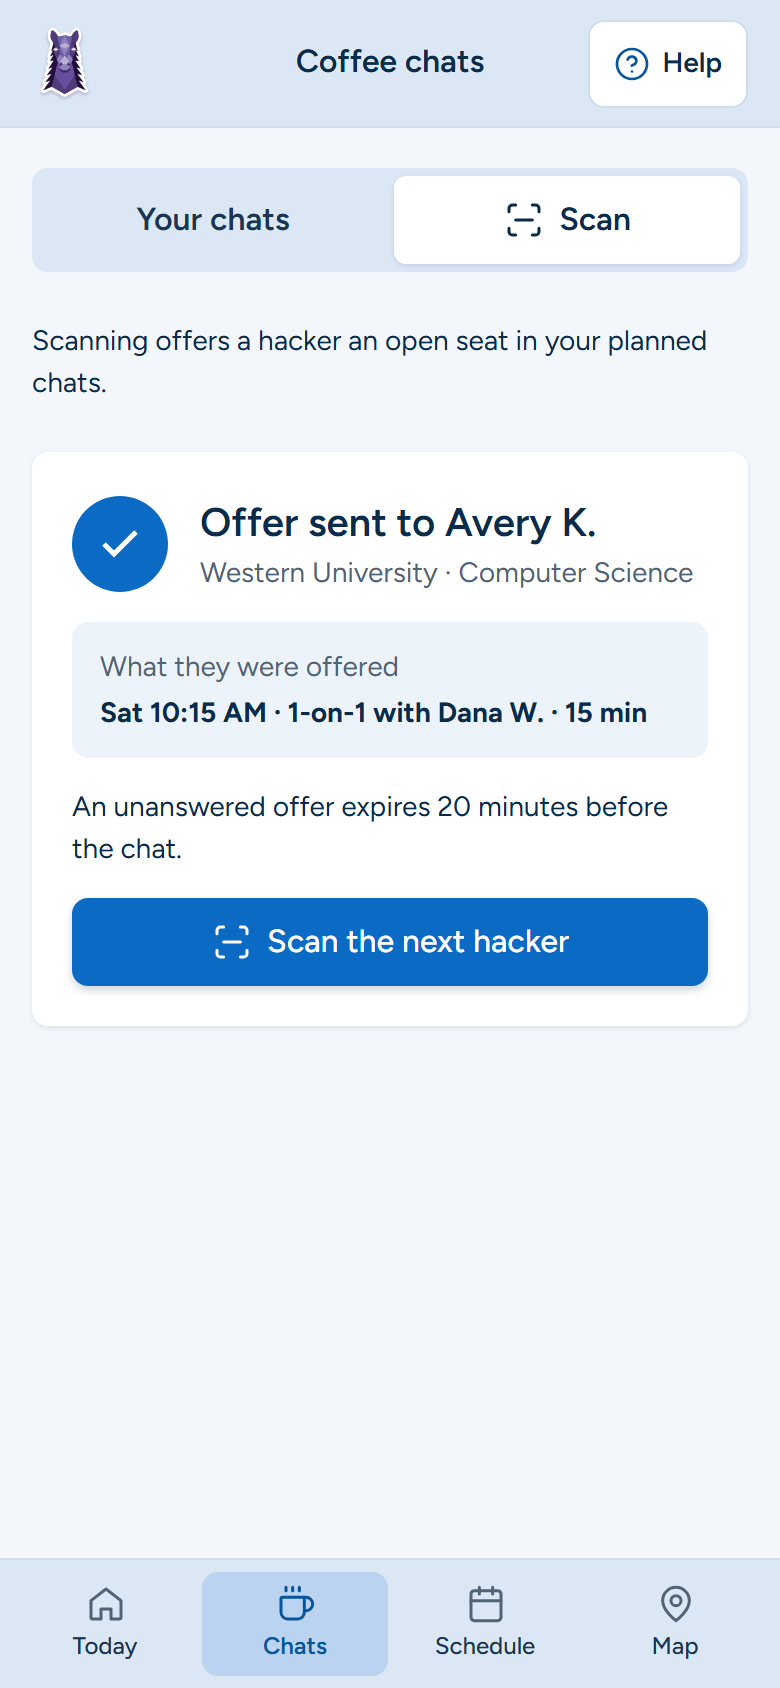 Coffee chats
Help
Your chats
Scan
Scanning offers a hacker an open seat in your planned
chats.
Offer sent to Avery K.
Western University · Computer Science
What they were offered
Sat 10:15 AM · 1-on-1 with Dana W. · 15 min
An unanswered offer expires 20 minutes before
the chat.
Scan the next hacker
Today
Chats
Schedule
Map